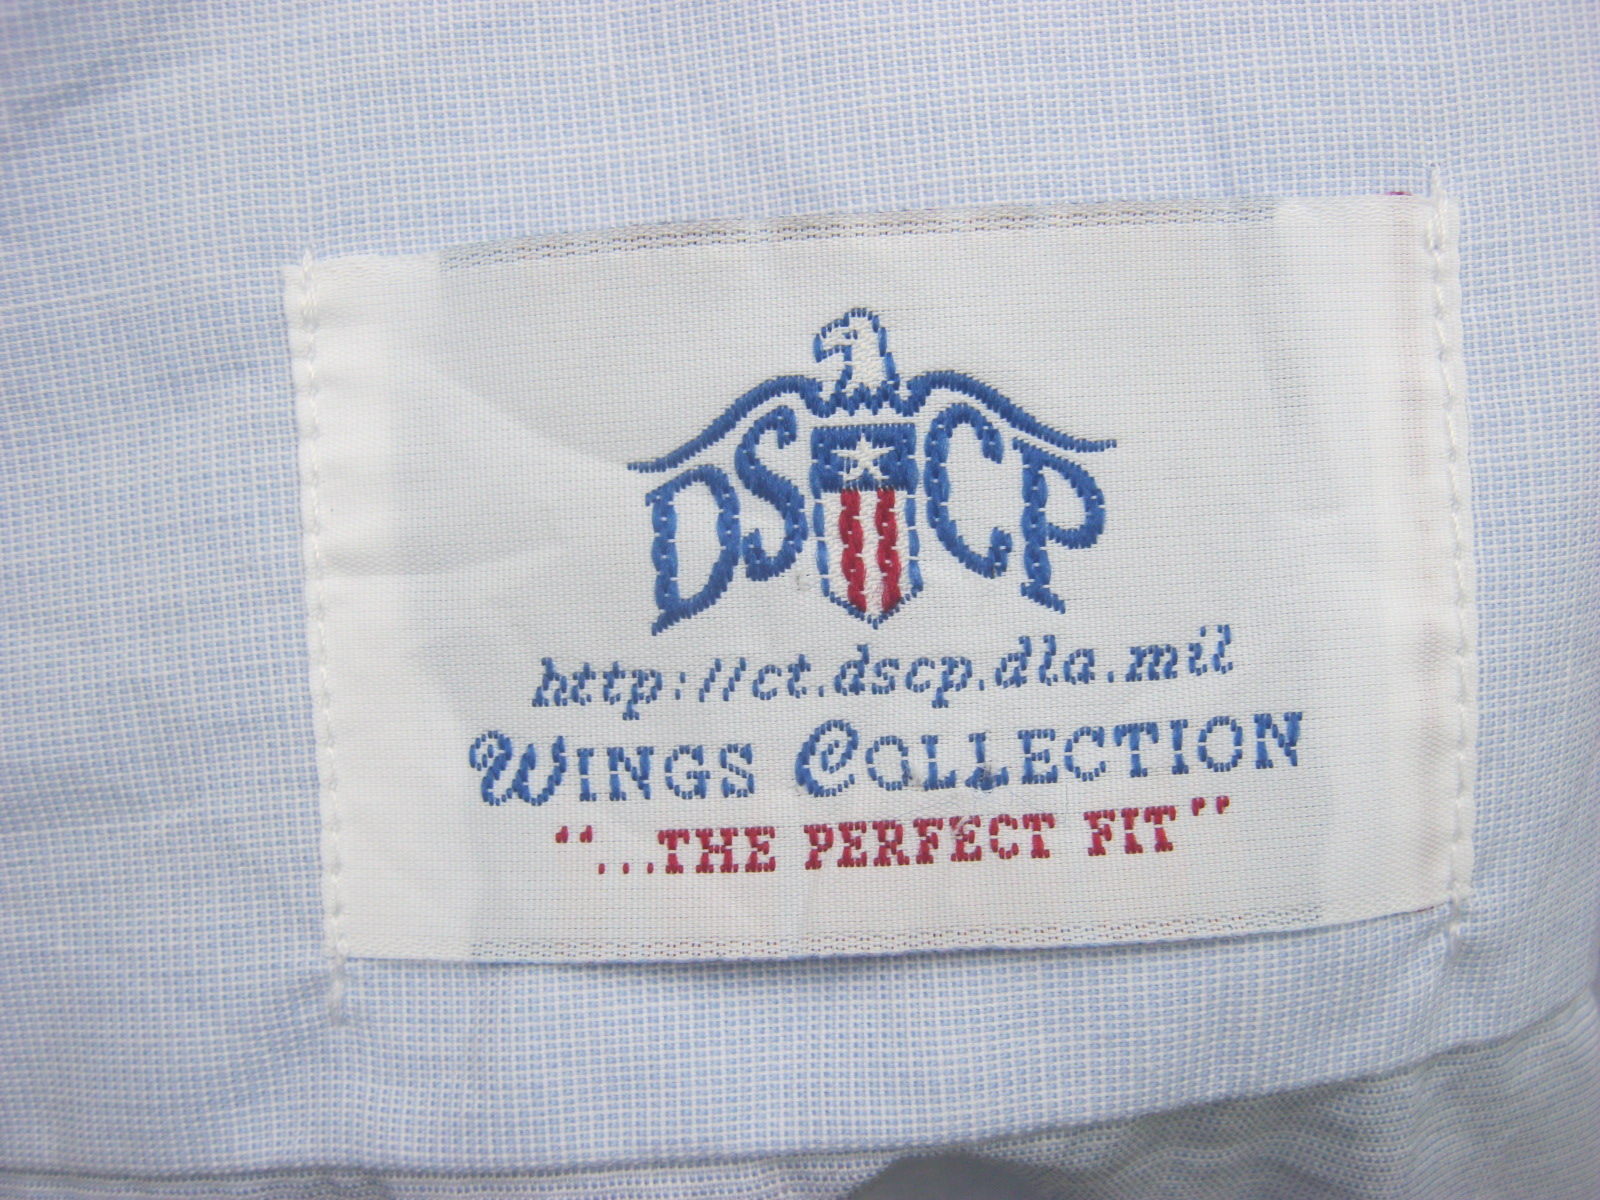 DSCP
http://ct.dscp.dla.mil
WINGS COLLECTION
"...THE PERFECT FIT"